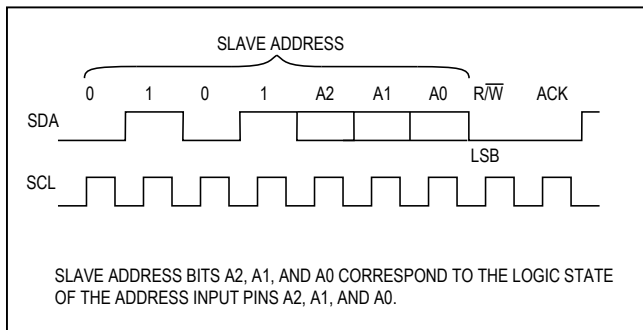 SLAVE ADDRESS
0 1 0 1 A2 A1 A0 R/W̅ ACK
SDA
LSB
SCL
SLAVE ADDRESS BITS A2, A1, AND A0 CORRESPOND TO THE LOGIC STATE
OF THE ADDRESS INPUT PINS A2, A1, AND A0.